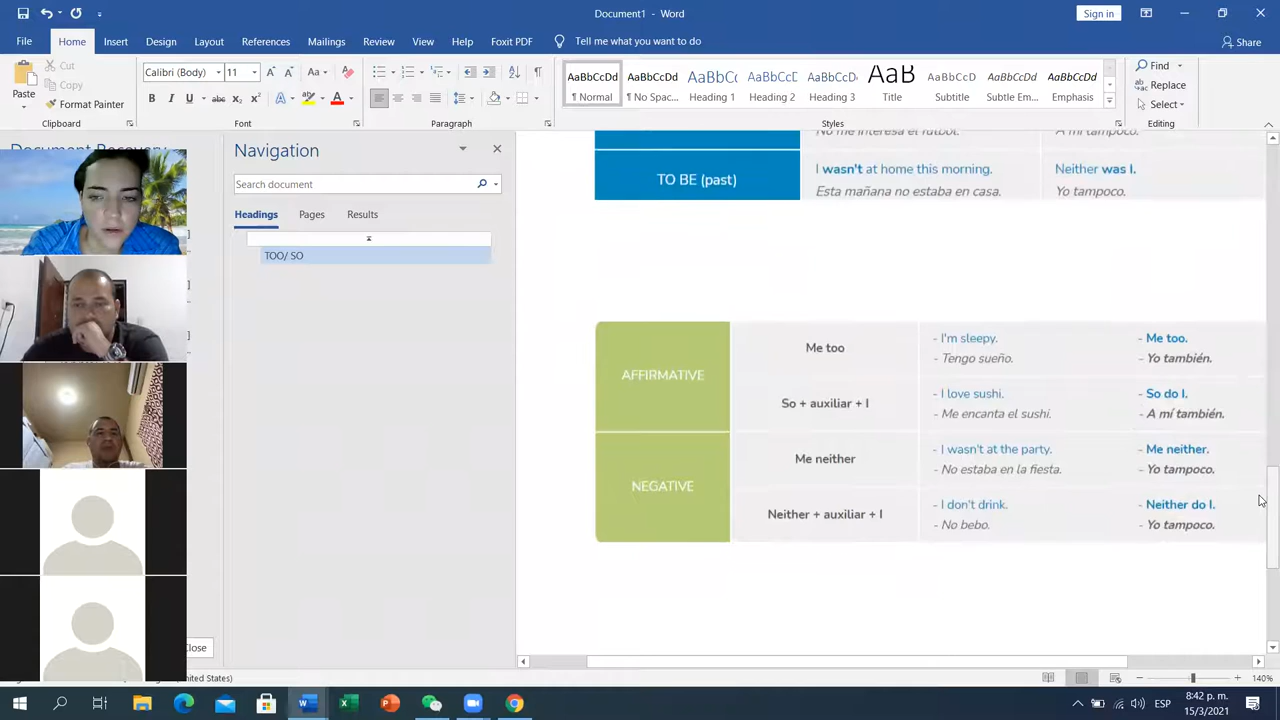 Document1 - Word
Sign in
File Home Insert Design Layout References Mailings Review View Help Foxit PDF Tell me what you want to do Share
Paste
Cut
Copy
Format Painter
Clipboard
Calibri (Body) 11
Font
Paragraph
AaBbCcDd AaBbCcDd AaBbCc AaBbCcC AaBbCcD AaB AaBbCcD AaBbCcDd AaBbCcDd
¶ Normal ¶ No Spac... Heading 1 Heading 2 Heading 3 Title Subtitle Subtle Em... Emphasis
Styles
Find
Replace
Select
Editing
Document Recovery
Navigation
Search document
Headings Pages Results
TOO/ SO
No me interesa el fútbol.
A mí tampoco.
TO BE (past)
I wasn't at home this morning.
Esta mañana no estaba en casa.
Neither was I.
Yo tampoco.
AFFIRMATIVE
Me too
- I'm sleepy.
- Tengo sueño.
- Me too.
- Yo también.
So + auxiliar + I
- I love sushi.
- Me encanta el sushi.
- So do I.
- A mí también.
NEGATIVE
Me neither
- I wasn't at the party.
- No estaba en la fiesta.
- Me neither.
- Yo tampoco.
Neither + auxiliar + I
- I don't drink.
- No bebo.
- Neither do I.
- Yo tampoco.
Close
(United States)
140%
ESP
8:42 p. m.
15/3/2021